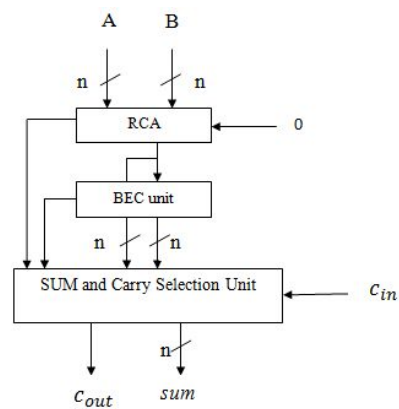 A B
n n
RCA
0
BEC unit
n n
SUM and Carry Selection Unit
c_in
n
c_out sum